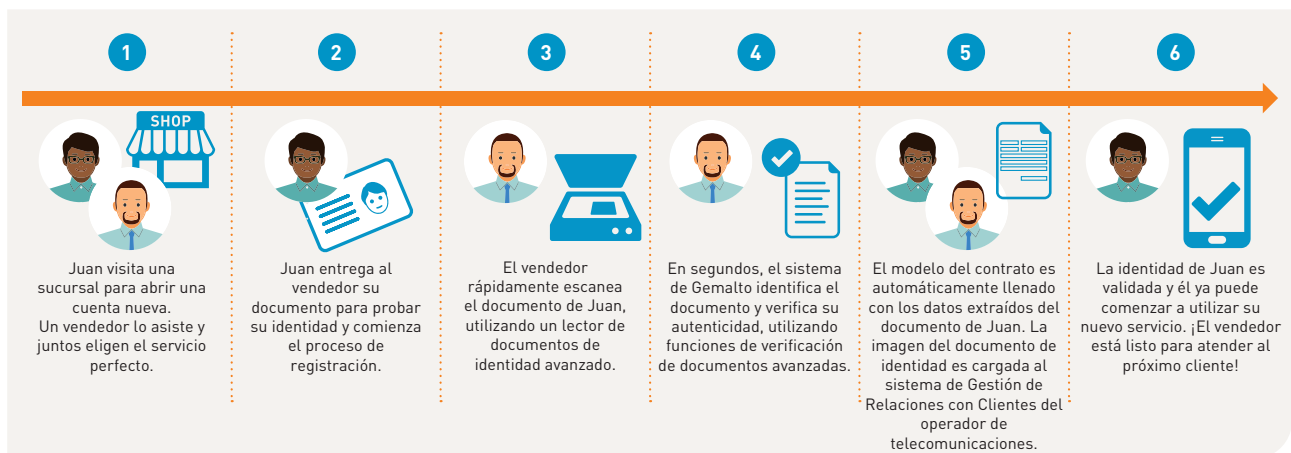 1
2
3
4
5
6
SHOP
Juan visita una
sucursal para abrir una
cuenta nueva.
Un vendedor lo asiste y
juntos eligen el servicio
perfecto.
Juan entrega al
vendedor su
documento para probar
su identidad y comienza
el proceso de
registración.
El vendedor
rápidamente escanea
el documento de Juan,
utilizando un lector de
documentos de
identidad avanzado.
En segundos, el sistema
de Gemalto identifica el
documento y verifica su
autenticidad, utilizando
funciones de verificación
de documentos avanzadas.
El modelo del contrato es
automáticamente llenado
con los datos extraídos del
documento de Juan. La
imagen del documento de
identidad es cargada al
sistema de Gestión de
Relaciones con Clientes del
operador de
telecomunicaciones.
La identidad de Juan es
validada y él ya puede
comenzar a utilizar su
nuevo servicio. ¡El vendedor
está listo para atender al
próximo cliente!